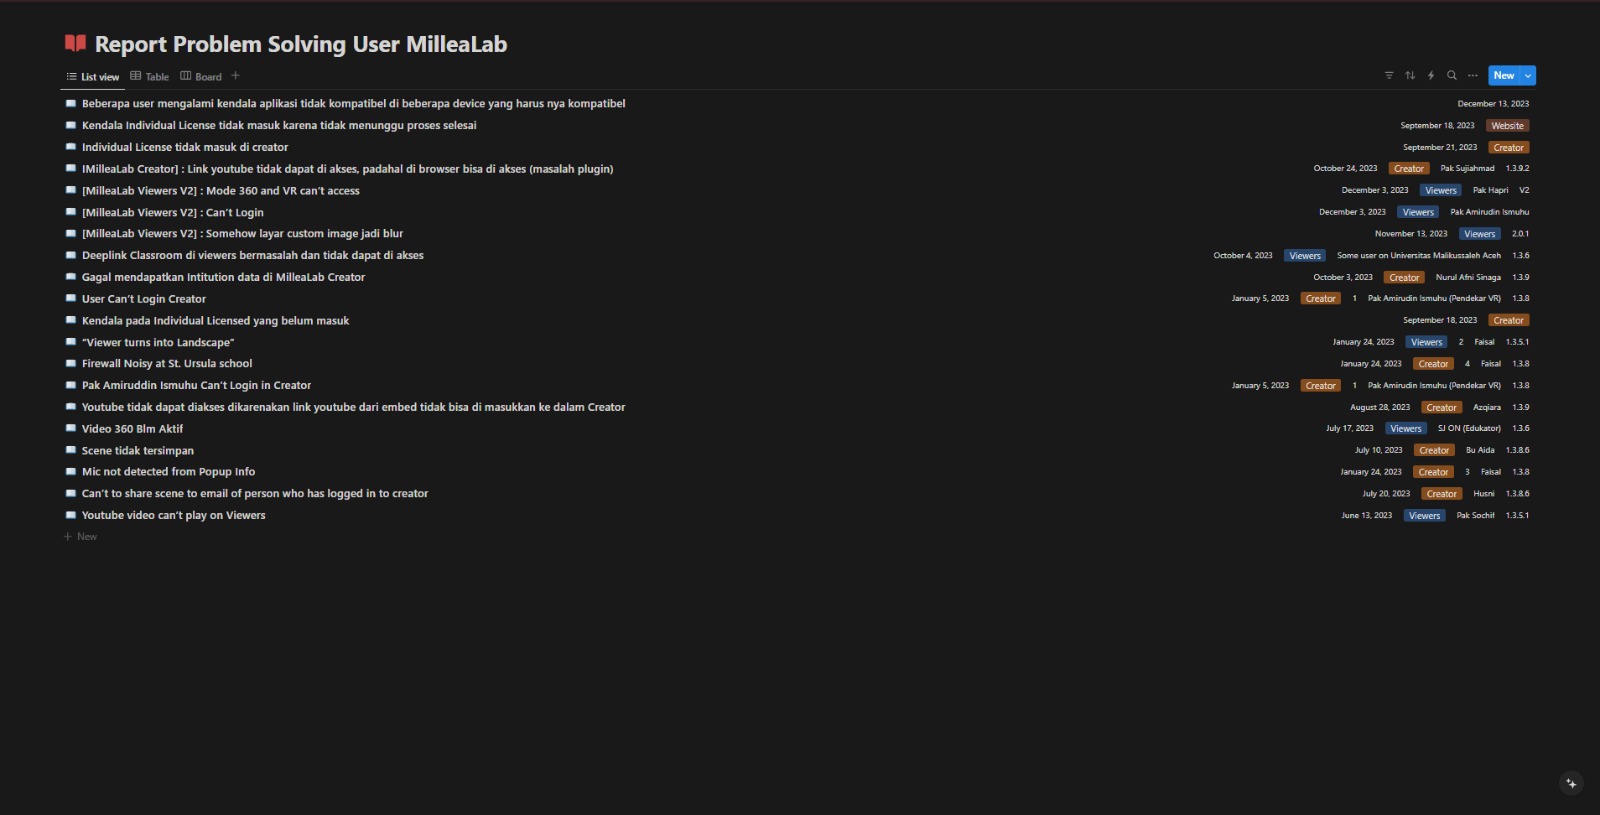 Report Problem Solving User MilleaLab
List view Table Board + New
Beberapa user mengalami kendala aplikasi tidak kompatibel di beberapa device yang harus nya kompatibel December 13, 2023
Kendala Individual License tidak masuk karena tidak menunggu proses selesai September 18, 2023 Website
Individual License tidak masuk di creator September 21, 2023 Creator
IMilleaLab Creator] : Link youtube tidak dapat di akses, padahal di browser bisa di akses (masalah plugin) October 24, 2023 Creator Pak Sujiahmad 1.3.9.2
[MilleaLab Viewers V2] : Mode 360 and VR can't access December 3, 2023 Viewers Pak Hapri V2
[MilleaLab Viewers V2] : Can't Login December 3, 2023 Viewers Pak Amirudin Ismuhu
[MilleaLab Viewers V2] : Somehow layar custom image jadi blur November 13, 2023 Viewers 2.0.1
Deeplink Classroom di viewers bermasalah dan tidak dapat di akses October 4, 2023 Viewers Some user on Universitas Malikussaleh Aceh 1.3.6
Gagal mendapatkan Intitution data di MilleaLab Creator October 3, 2023 Creator Nurul Afni Sinaga 1.3.9
User Can't Login Creator January 5, 2023 Creator 1 Pak Amirudin Ismuhu (Pendekar VR) 1.3.8
Kendala pada Individual Licensed yang belum masuk September 18, 2023 Creator
"Viewer turns into Landscape" January 24, 2023 Viewers 2 Faisal 1.3.5.1
Firewall Noisy at St. Ursula school January 24, 2023 Creator 4 Faisal 1.3.8
Pak Amiruddin Ismuhu Can't Login in Creator January 5, 2023 Creator 1 Pak Amirudin Ismuhu (Pendekar VR) 1.3.8
Youtube tidak dapat diakses dikarenakan link youtube dari embed tidak bisa di masukkan ke dalam Creator August 28, 2023 Creator Azqiara 1.3.9
Video 360 Blm Aktif July 17, 2023 Viewers SJ ON (Edukator) 1.3.6
Scene tidak tersimpan July 10, 2023 Creator Bu Aida 1.3.8.6
Mic not detected from Popup Info January 24, 2023 Creator 3 Faisal 1.3.8
Can't to share scene to email of person who has logged in to creator July 20, 2023 Creator Husni 1.3.8.6
Youtube video can't play on Viewers June 13, 2023 Viewers Pak Sochif 1.3.5.1
+ New